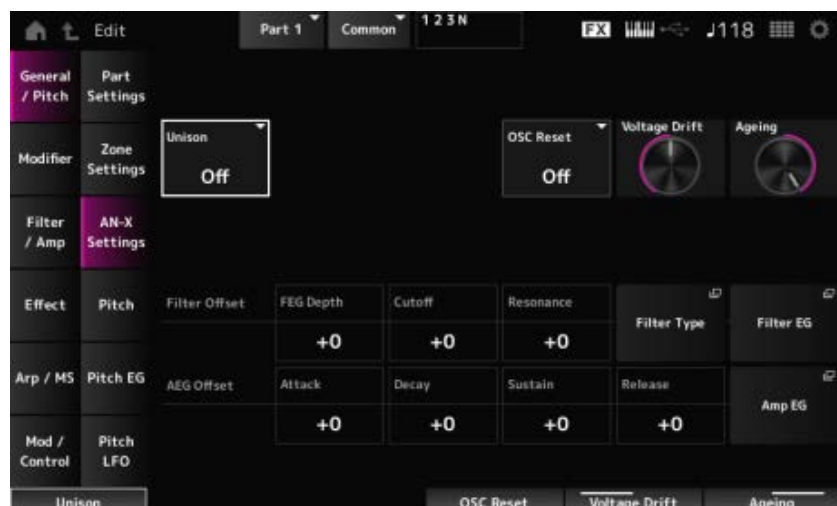 Edit
Part 1
Common
1 2 3 N
FX
♩118
General / Pitch
Part Settings
Modifier
Zone Settings
Filter / Amp
AN-X Settings
Effect
Pitch
Arp / MS
Pitch EG
Mod / Control
Pitch LFO
Unison
Off
OSC Reset
Off
Voltage Drift
Ageing
Filter Offset
FEG Depth
+0
Cutoff
+0
Resonance
+0
Filter Type
Filter EG
AEG Offset
Attack
+0
Decay
+0
Sustain
+0
Release
+0
Amp EG
Unison
OSC Reset
Voltage Drift
Ageing